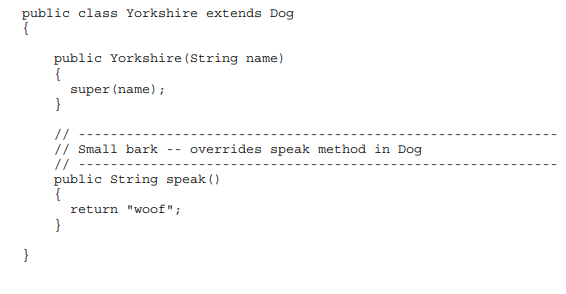 public class Yorkshire extends Dog
{
public Yorkshire(String name)
{
super(name);
}
// ------------------------------------------------------------
// Small bark -- overrides speak method in Dog
// ------------------------------------------------------------
public String speak()
{
return "woof";
}
}